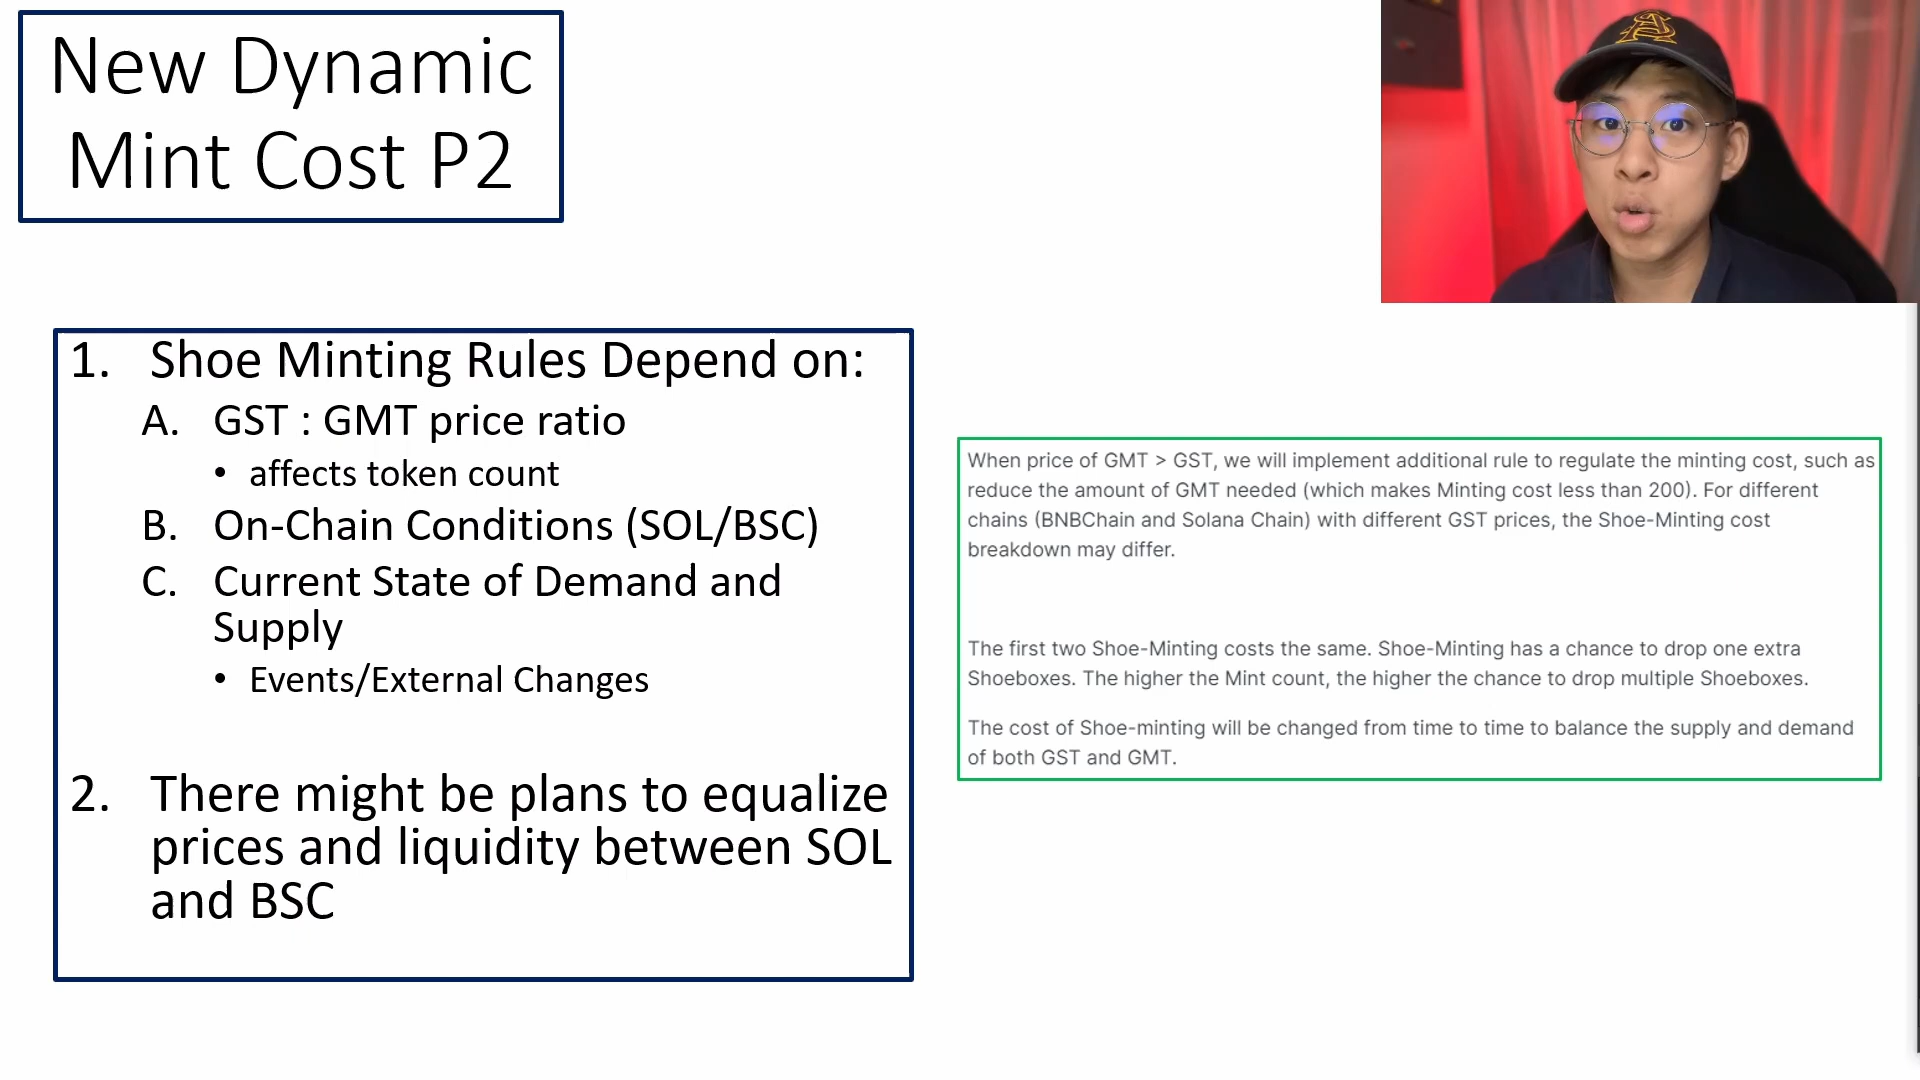 New Dynamic
Mint Cost P2
1. Shoe Minting Rules Depend on:
A. GST : GMT price ratio
• affects token count
B. On-Chain Conditions (SOL/BSC)
C. Current State of Demand and
Supply
• Events/External Changes
2. There might be plans to equalize
prices and liquidity between SOL
and BSC
When price of GMT > GST, we will implement additional rule to regulate the minting cost, such as
reduce the amount of GMT needed (which makes Minting cost less than 200). For different
chains (BNBChain and Solana Chain) with different GST prices, the Shoe-Minting cost
breakdown may differ.
The first two Shoe-Minting costs the same. Shoe-Minting has a chance to drop one extra
Shoeboxes. The higher the Mint count, the higher the chance to drop multiple Shoeboxes.
The cost of Shoe-minting will be changed from time to time to balance the supply and demand
of both GST and GMT.